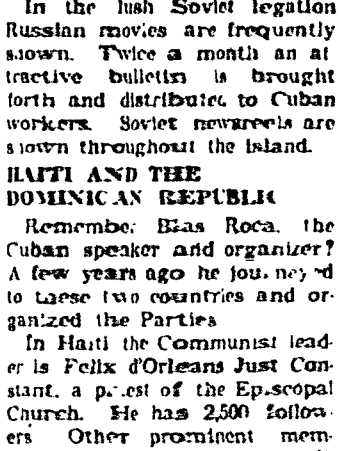 In the lush Soviet legation
Russian movies are frequently
shown. Twice a month an at
tractive bulletin is brought
forth and distributed to Cuban
workers. Soviet newsreels are
shown throughout the island.
HAITI AND THE
DOMINICAN REPUBLIC
Remember Blas Roca, the
Cuban speaker and organizer?
A few years ago he journeyed
to these two countries and or-
ganized the Parties
In Haiti the Communist lead-
er is Felix d'Orleans Just Con-
stant, a priest of the Episcopal
Church. He has 2,500 follow-
ers Other prominent mem-